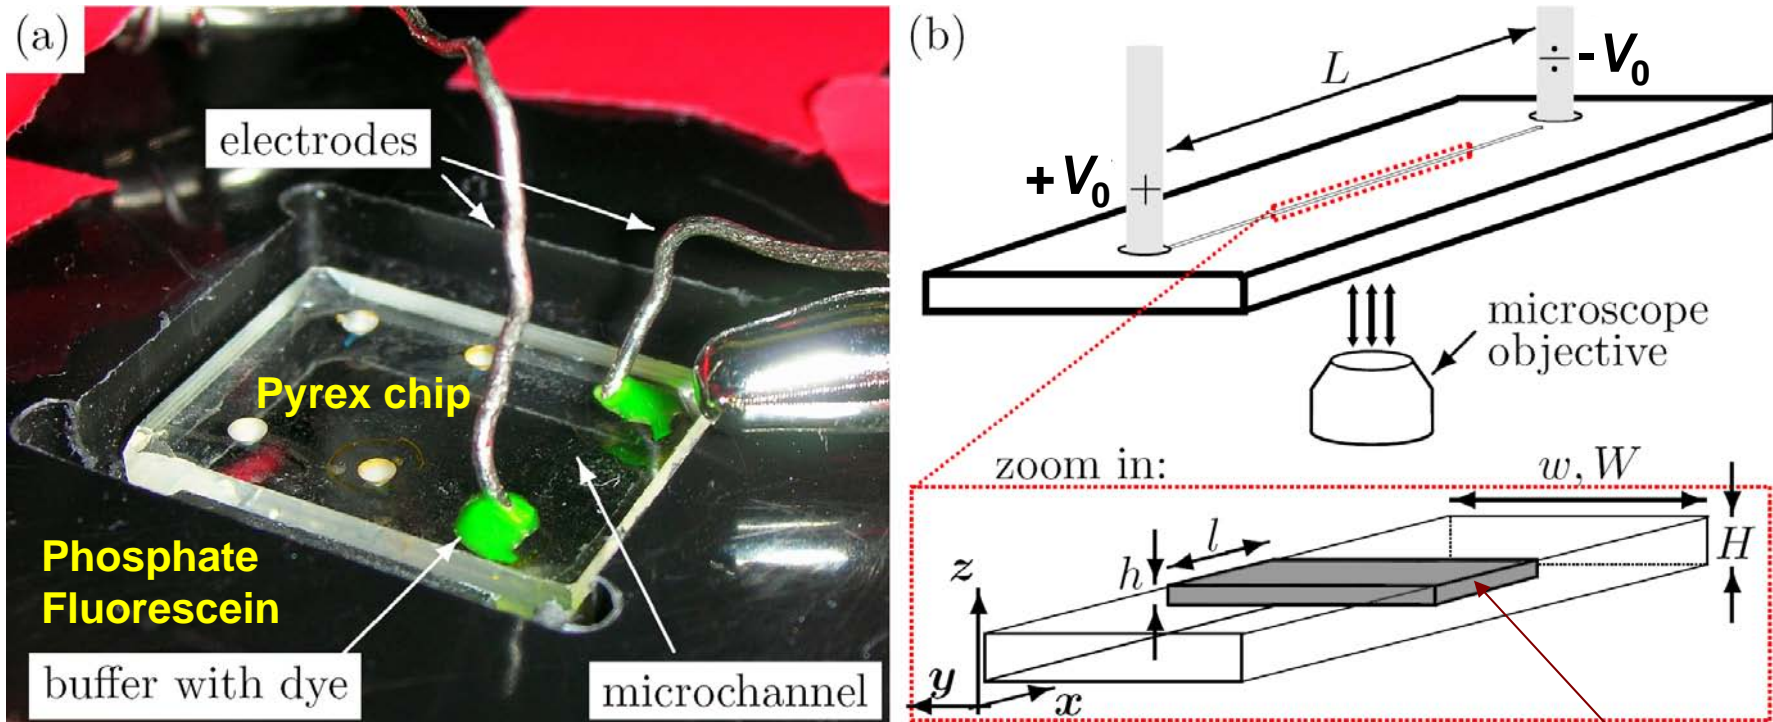 (a)
electrodes
Pyrex chip
Phosphate
Fluorescein
buffer with dye
microchannel
(b)
L
÷ -V₀
+V₀ +
microscope
objective
zoom in:
w, W
l
h
H
z
y
x